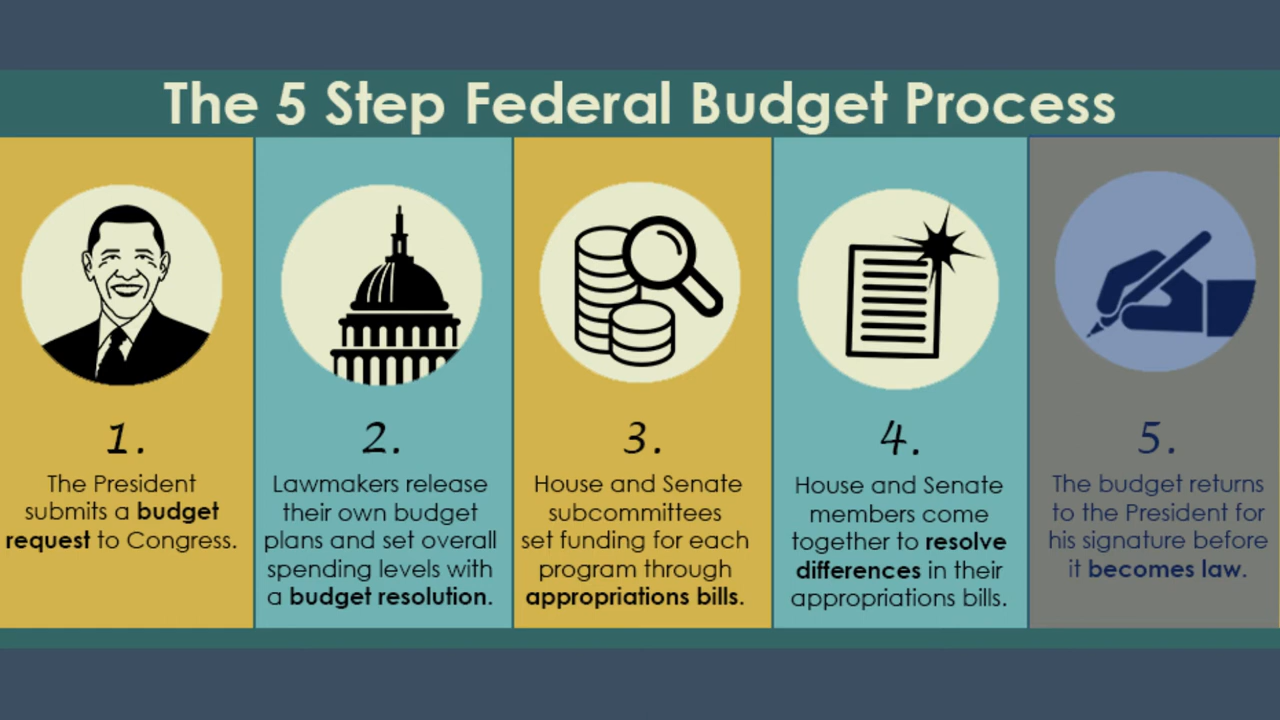 The 5 Step Federal Budget Process
1.
The President
submits a budget
request to Congress.
2.
Lawmakers release
their own budget
plans and set overall
spending levels with
a budget resolution.
3.
House and Senate
subcommittees
set funding for each
program through
appropriations bills.
4.
House and Senate
members come
together to resolve
differences in their
appropriations bills.
5.
The budget returns
to the President for
his signature before
it becomes law.